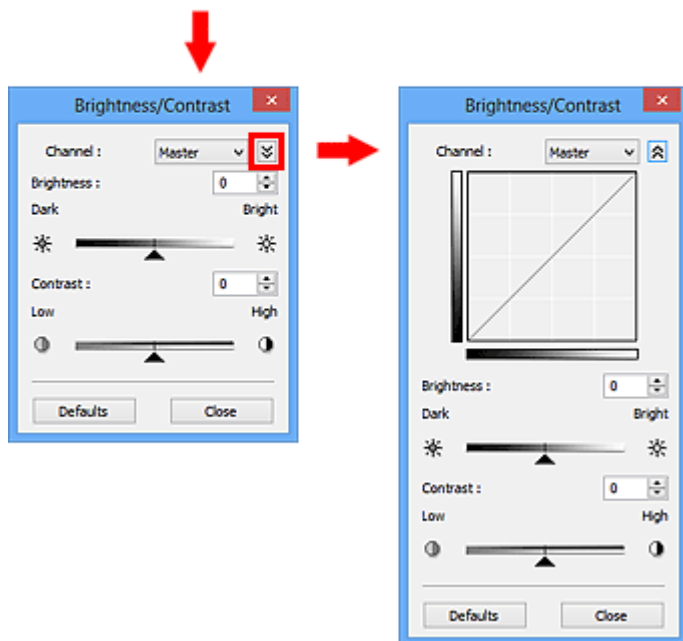 Brightness/Contrast
Channel : Master
Brightness : 0
Dark Bright
Contrast : 0
Low High
Defaults Close
Brightness/Contrast
Channel : Master
Brightness : 0
Dark Bright
Contrast : 0
Low High
Defaults Close